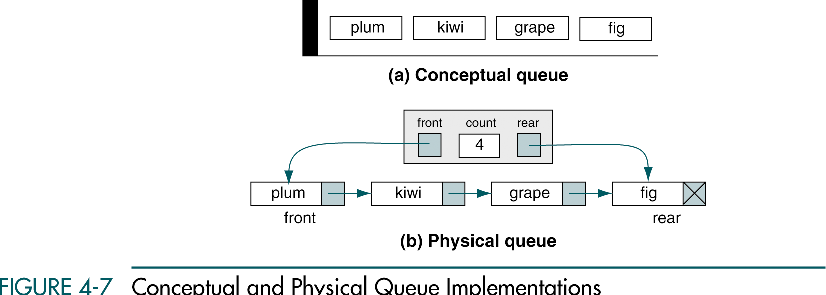 plum kiwi grape fig
(a) Conceptual queue
front count rear
4
plum kiwi grape fig
front rear
(b) Physical queue
FIGURE 4-7 Conceptual and Physical Queue Implementations